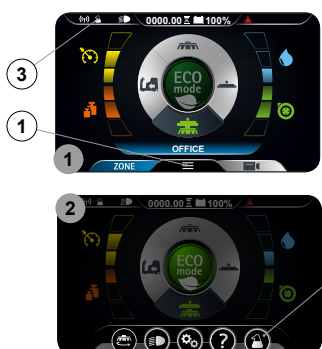 0000.00 100%
3
ECO
mode
1
OFFICE
1
ZONE
2
0000.00 100%
ECO
mode
?